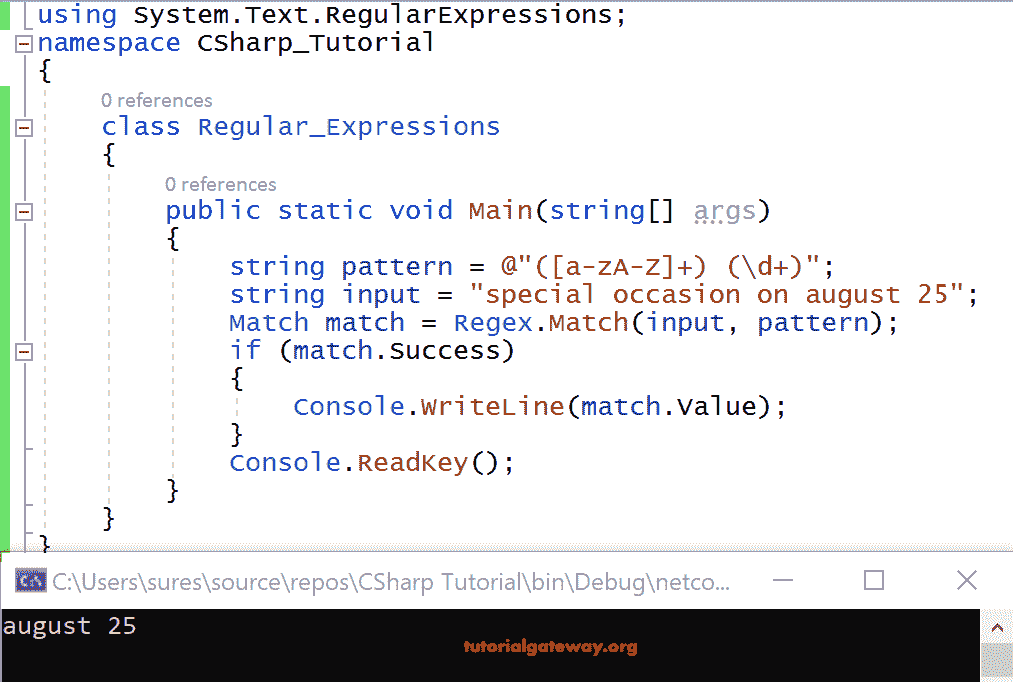 using System.Text.RegularExpressions;
namespace CSharp_Tutorial
{
0 references
class Regular_Expressions
{
0 references
public static void Main(string[] args)
{
string pattern = @"([a-zA-Z]+) (\d+)";
string input = "special occasion on august 25";
Match match = Regex.Match(input, pattern);
if (match.Success)
{
Console.WriteLine(match.Value);
}
Console.ReadKey();
}
}
}
C:\Users\sures\source\repos\CSharp Tutorial\bin\Debug\netco...
august 25
tutorialgateway.org